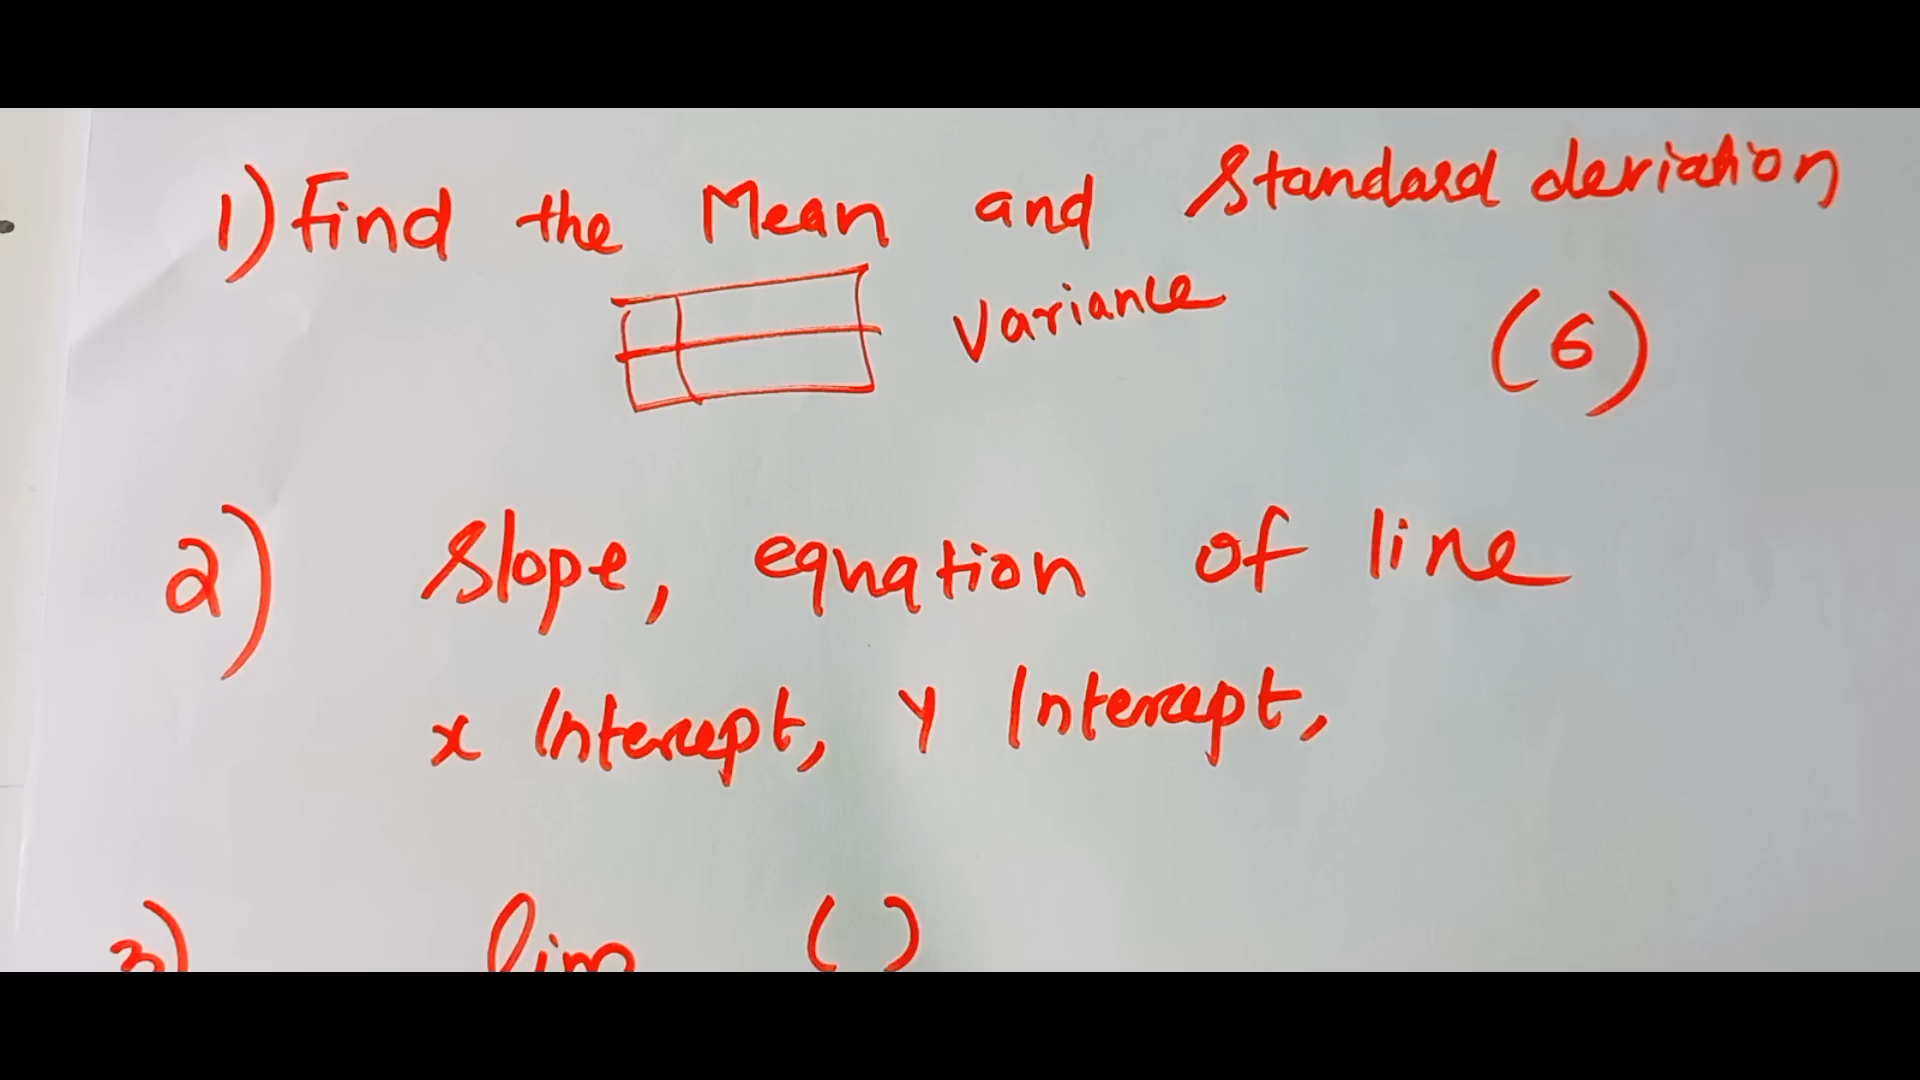 1) Find the Mean and Standard deviation
Variance (6)
2) Slope, equation of line
x Intercept, y Intercept,
3) lim ( )